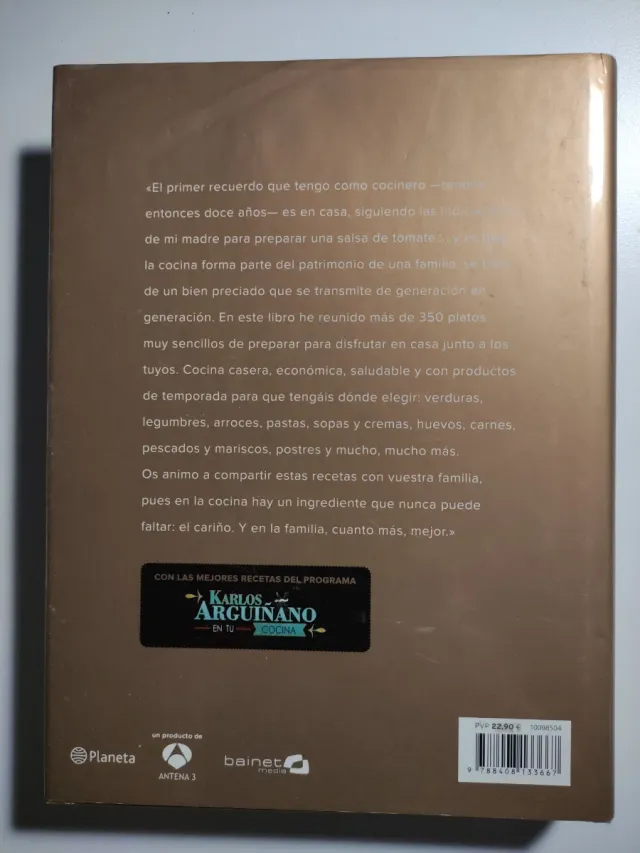 «El primer recuerdo que tengo como cocinero —tenía
entonces doce años— es en casa, siguiendo las
de mi madre para preparar una salsa de tomate
la cocina forma parte del patrimonio de una familia, se
de un bien preciado que se transmite de generación en
generación. En este libro he reunido más de 350 platos
muy sencillos de preparar para disfrutar en casa junto a los
tuyos. Cocina casera, económica, saludable y con productos
de temporada para que tengáis dónde elegir: verduras,
legumbres, arroces, pastas, sopas y cremas, huevos, carnes,
pescados y mariscos, postres y mucho, mucho más.
Os animo a compartir estas recetas con vuestra familia,
pues en la cocina hay un ingrediente que nunca puede
faltar: el cariño. Y en la familia, cuanto más, mejor.»
CON LAS MEJORES RECETAS DEL PROGRAMA
KARLOS
ARGUIÑANO
EN TU COCINA
PVP 22,90 € 10098504
Planeta
un producto de
ANTENA 3
bainet
media
9 788408 133667